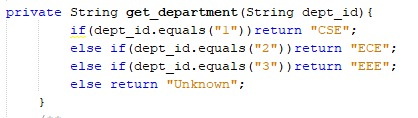 private String get_department(String dept_id){
if(dept_id.equals("1"))return "CSE";
else if(dept_id.equals("2"))return "ECE";
else if(dept_id.equals("3"))return "EEE";
else return "Unknown";
}